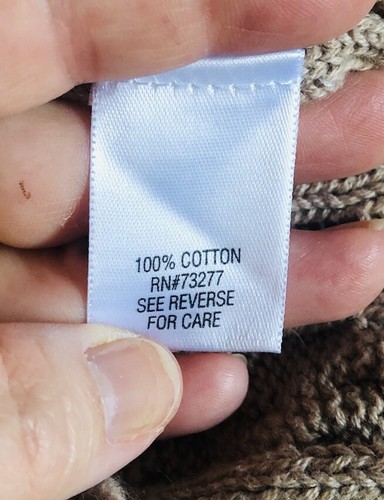 100% COTTON
RN#73277
SEE REVERSE
FOR CARE